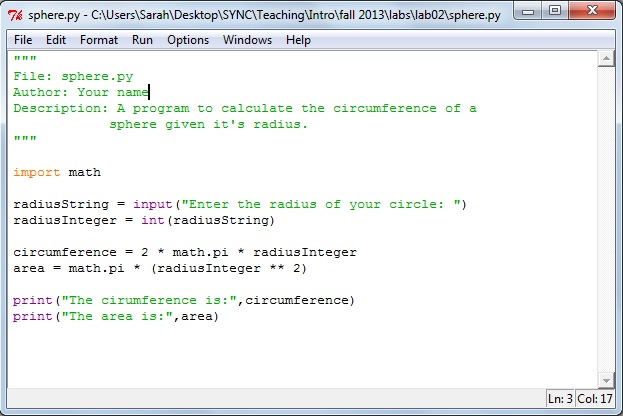 sphere.py - C:\Users\Sarah\Desktop\SYNC\Teaching\Intro\fall 2013\labs\lab02\sphere.py
File Edit Format Run Options Windows Help
"""
File: sphere.py
Author: Your name
Description: A program to calculate the circumference of a
             sphere given it's radius.
"""
import math
radiusString = input("Enter the radius of your circle: ")
radiusInteger = int(radiusString)
circumference = 2 * math.pi * radiusInteger
area = math.pi * (radiusInteger ** 2)
print("The cirumference is:",circumference)
print("The area is:",area)
Ln: 3 Col: 17